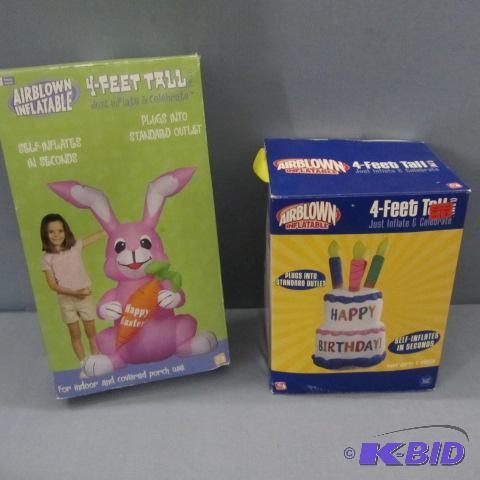 AIRBLOWN
INFLATABLE
4-FEET TALL
Just Inflate & Celebrate™
PLUGS INTO
STANDARD OUTLET
SELF-INFLATES
IN SECONDS
Happy
Easter
For indoor and covered porch use
AIRBLOWN
INFLATABLE
4-Feet Tall
Just Inflate & Celebrate
AIRBLOWN
INFLATABLE
4-Feet Tall
Just Inflate & Celebrate
PLUGS INTO
STANDARD OUTLET
HAPPY
BIRTHDAY!
SELF-INFLATES
IN SECONDS
© K-BID